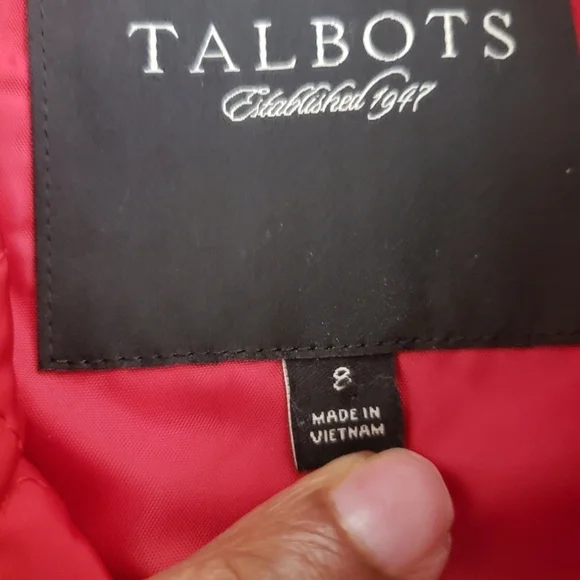 TALBOTS
Established 1947
8
MADE IN
VIETNAM